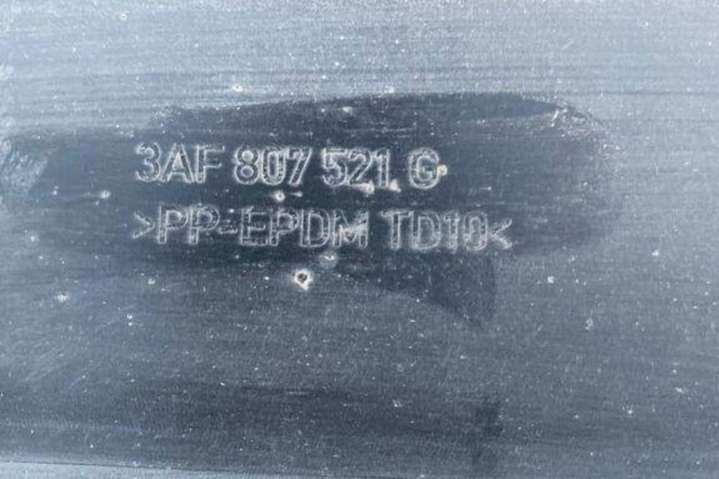 3AF 807 521 G
>PP-EPDM TD10<